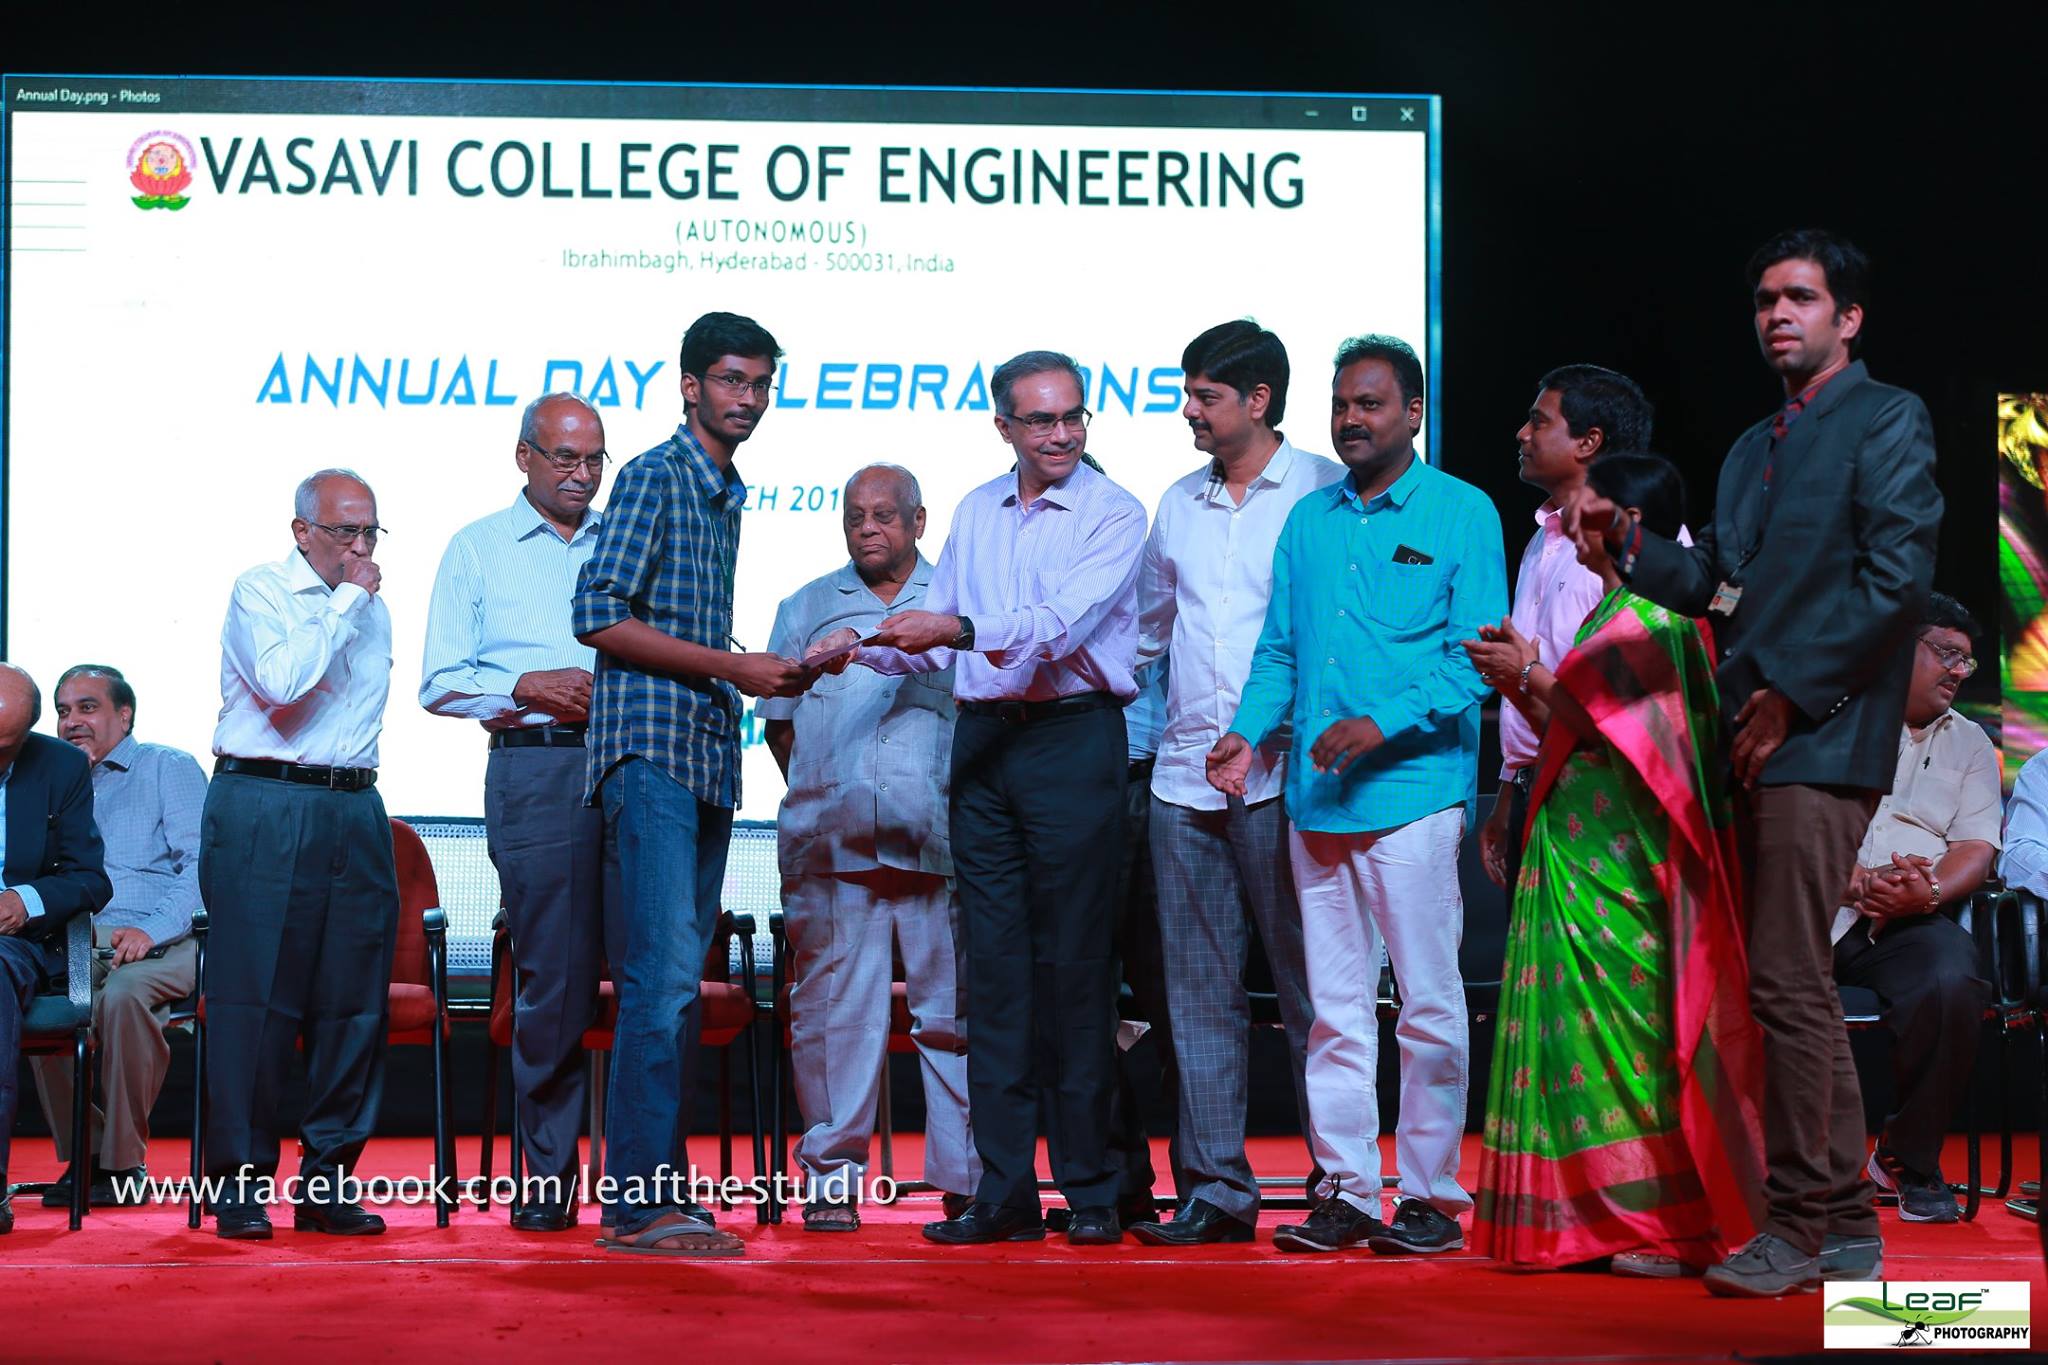 Annual Day.png - Photos
VASAVI COLLEGE OF ENGINEERING
(AUTONOMOUS)
Ibrahimbagh, Hyderabad - 500031, India
ANNUAL DAY
www.facebook.com/leafthestudio
Leaf™
PHOTOGRAPHY